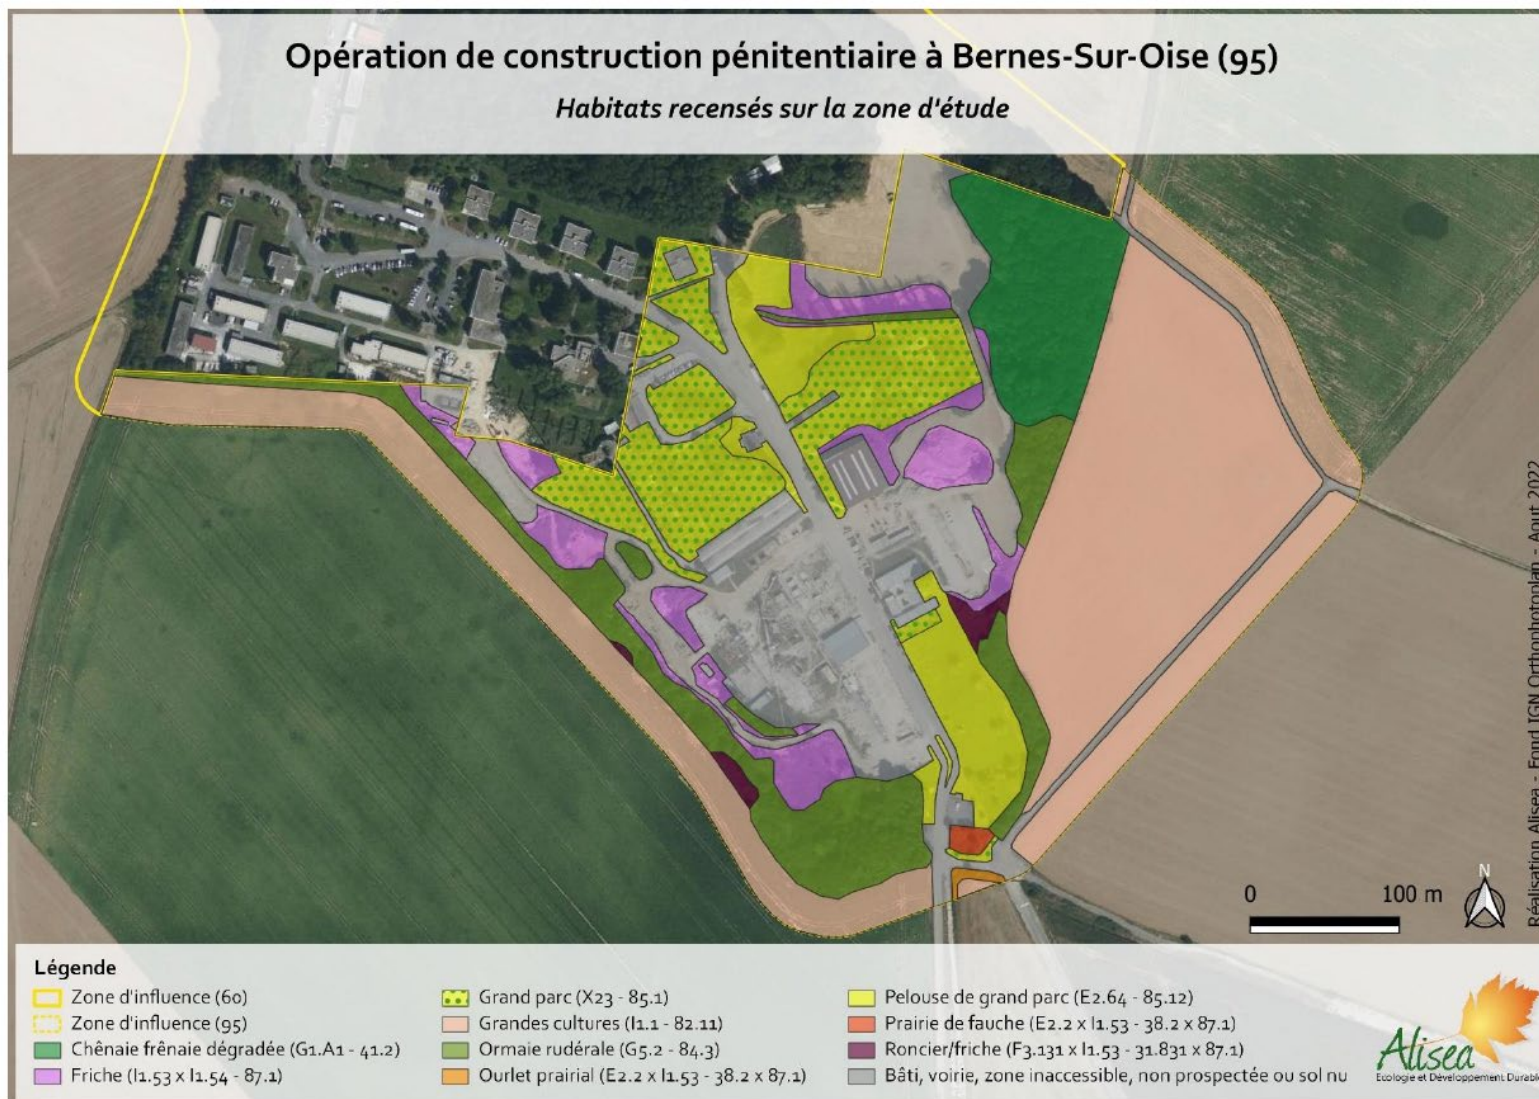 Opération de construction pénitentiaire à Bernes-Sur-Oise (95)
Habitats recensés sur la zone d'étude
Réalisation Alisea - Fond IGN Orthophotoplan - Aout 2022
0 100 m
N
Légende
Zone d'influence (60)
Zone d'influence (95)
Chênaie frênaie dégradée (G1.A1 - 41.2)
Friche (I1.53 x I1.54 - 87.1)
Grand parc (X23 - 85.1)
Grandes cultures (I1.1 - 82.11)
Ormaie rudérale (G5.2 - 84.3)
Ourlet prairial (E2.2 x I1.53 - 38.2 x 87.1)
Pelouse de grand parc (E2.64 - 85.12)
Prairie de fauche (E2.2 x I1.53 - 38.2 x 87.1)
Roncier/friche (F3.131 x I1.53 - 31.831 x 87.1)
Bâti, voirie, zone inaccessible, non prospectée ou sol nu
Alisea
Ecologie et Développement Durable